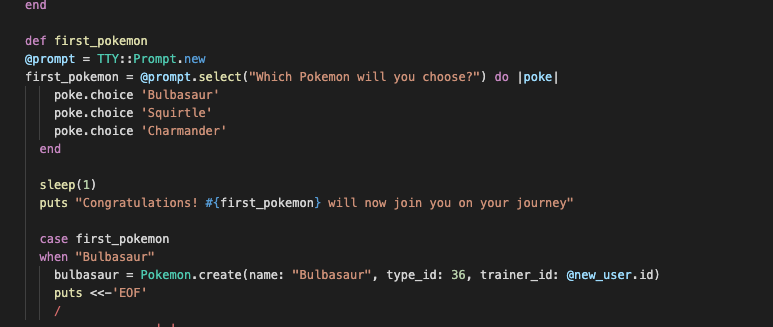 end
def first_pokemon
@prompt = TTY::Prompt.new
first_pokemon = @prompt.select("Which Pokemon will you choose?") do |poke|
poke.choice 'Bulbasaur'
poke.choice 'Squirtle'
poke.choice 'Charmander'
end
sleep(1)
puts "Congratulations! #{first_pokemon} will now join you on your journey"
case first_pokemon
when "Bulbasaur"
bulbasaur = Pokemon.create(name: "Bulbasaur", type_id: 36, trainer_id: @new_user.id)
puts <<-'EOF'
/